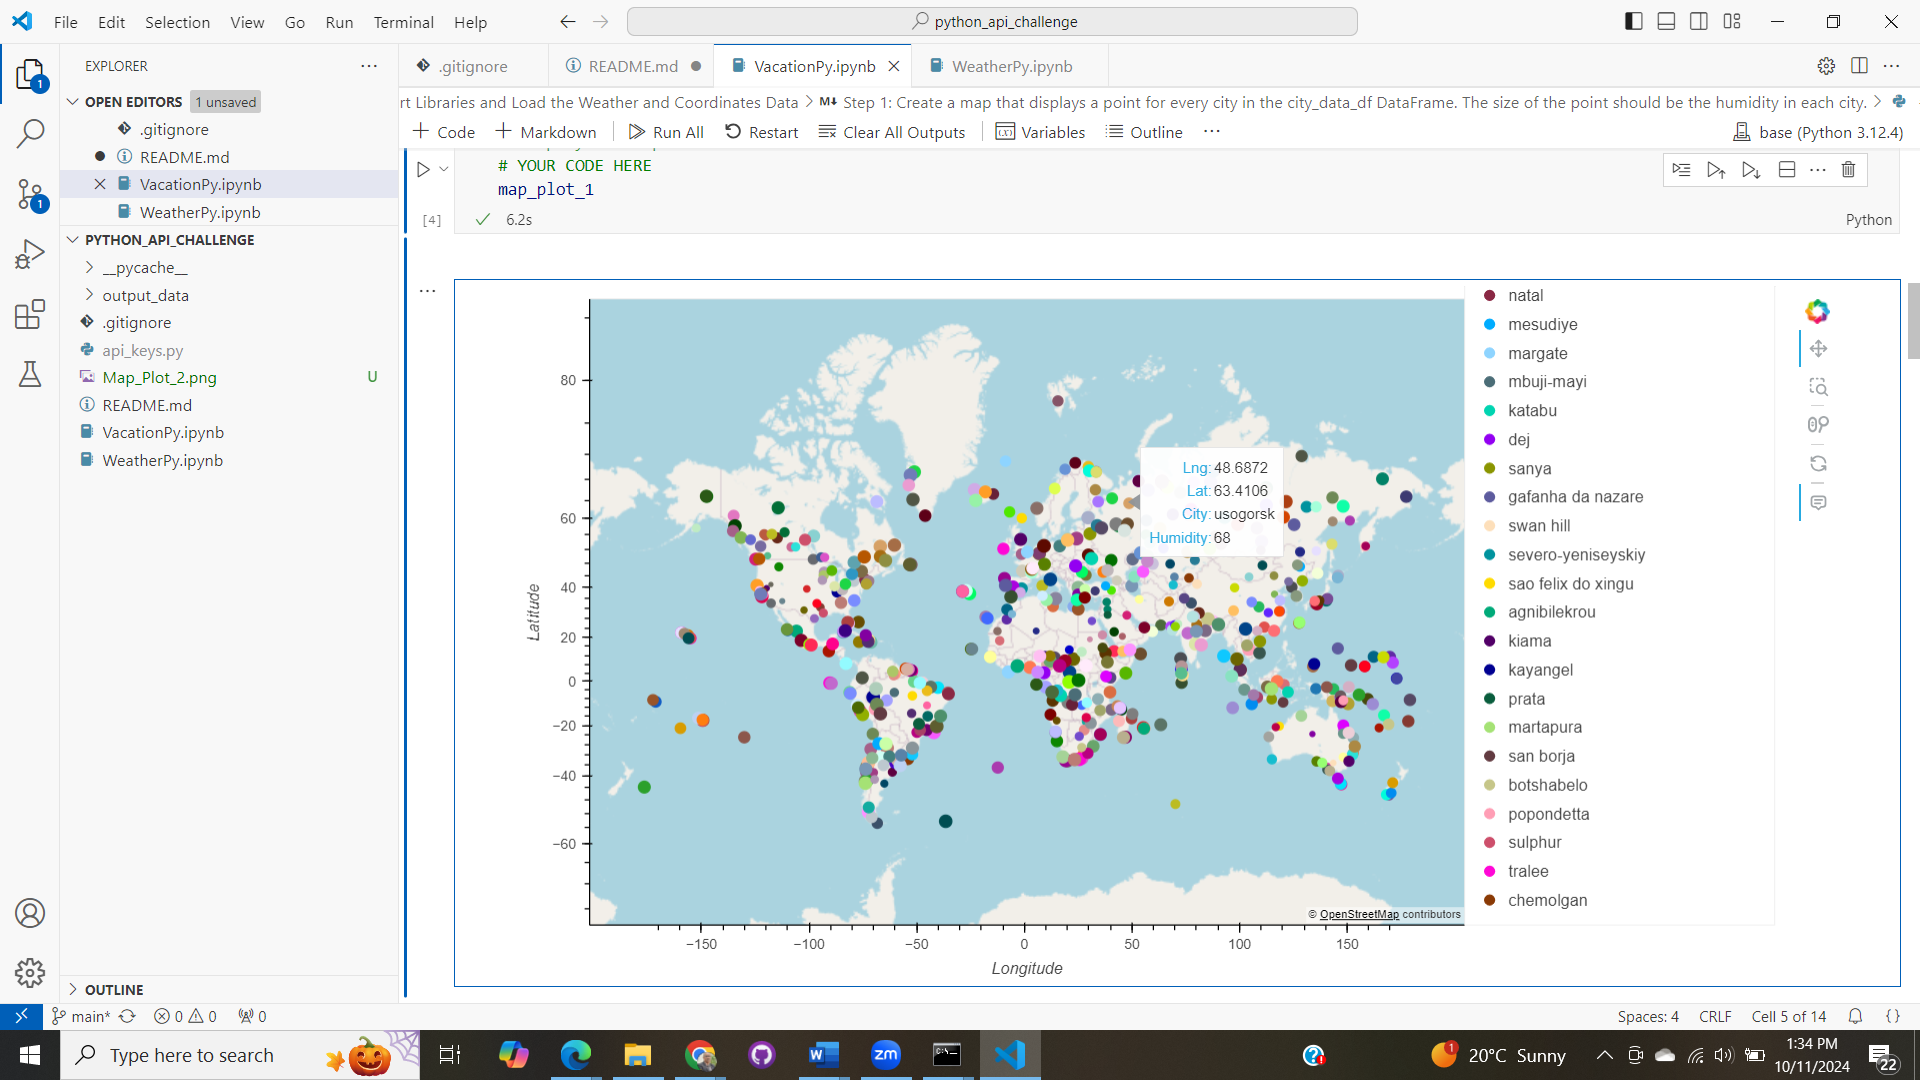 File Edit Selection View Go Run Terminal Help
python_api_challenge
EXPLORER
.gitignore
README.md
VacationPy.ipynb
WeatherPy.ipynb
OPEN EDITORS 1 unsaved
.gitignore
README.md
VacationPy.ipynb
WeatherPy.ipynb
PYTHON_API_CHALLENGE
__pycache__
output_data
.gitignore
api_keys.py
Map_Plot_2.png U
README.md
VacationPy.ipynb
WeatherPy.ipynb
OUTLINE
rt Libraries and Load the Weather and Coordinates Data > M↓ Step 1: Create a map that displays a point for every city in the city_data_df DataFrame. The size of the point should be the humidity in each city. >
+ Code + Markdown Run All Restart Clear All Outputs Variables Outline ...
base (Python 3.12.4)
# YOUR CODE HERE
map_plot_1
[4] 6.2s Python
Latitude
80
60
40
20
0
−20
−40
−60
−150 −100 −50 0 50 100 150
Longitude
Lng: 48.6872
Lat: 63.4106
City: usogorsk
Humidity: 68
© OpenStreetMap contributors
natal
mesudiye
margate
mbuji-mayi
katabu
dej
sanya
gafanha da nazare
swan hill
severo-yeniseyskiy
sao felix do xingu
agnibilekrou
kiama
kayangel
prata
martapura
san borja
botshabelo
popondetta
sulphur
tralee
chemolgan
main* 0 0 0
Spaces: 4 CRLF Cell 5 of 14
Type here to search
20°C Sunny
1:34 PM
10/11/2024
22